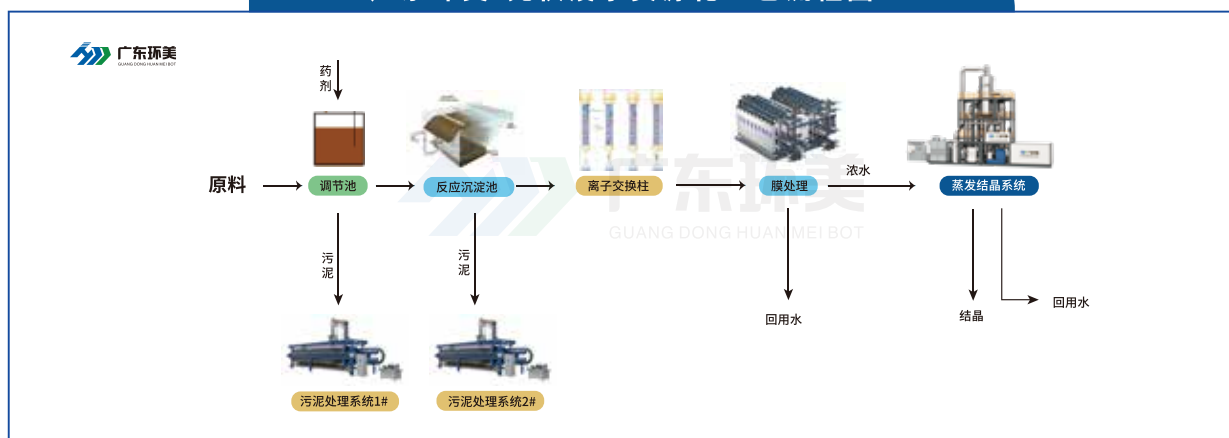 广东环美
GUANG DONG HUAN MEI BOT
药剂
原料
调节池
反应沉淀池
离子交换柱
膜处理
浓水
蒸发结晶系统
广东环美
GUANG DONG HUAN MEI BOT
污泥
污泥
回用水
结晶
回用水
污泥处理系统1#
污泥处理系统2#